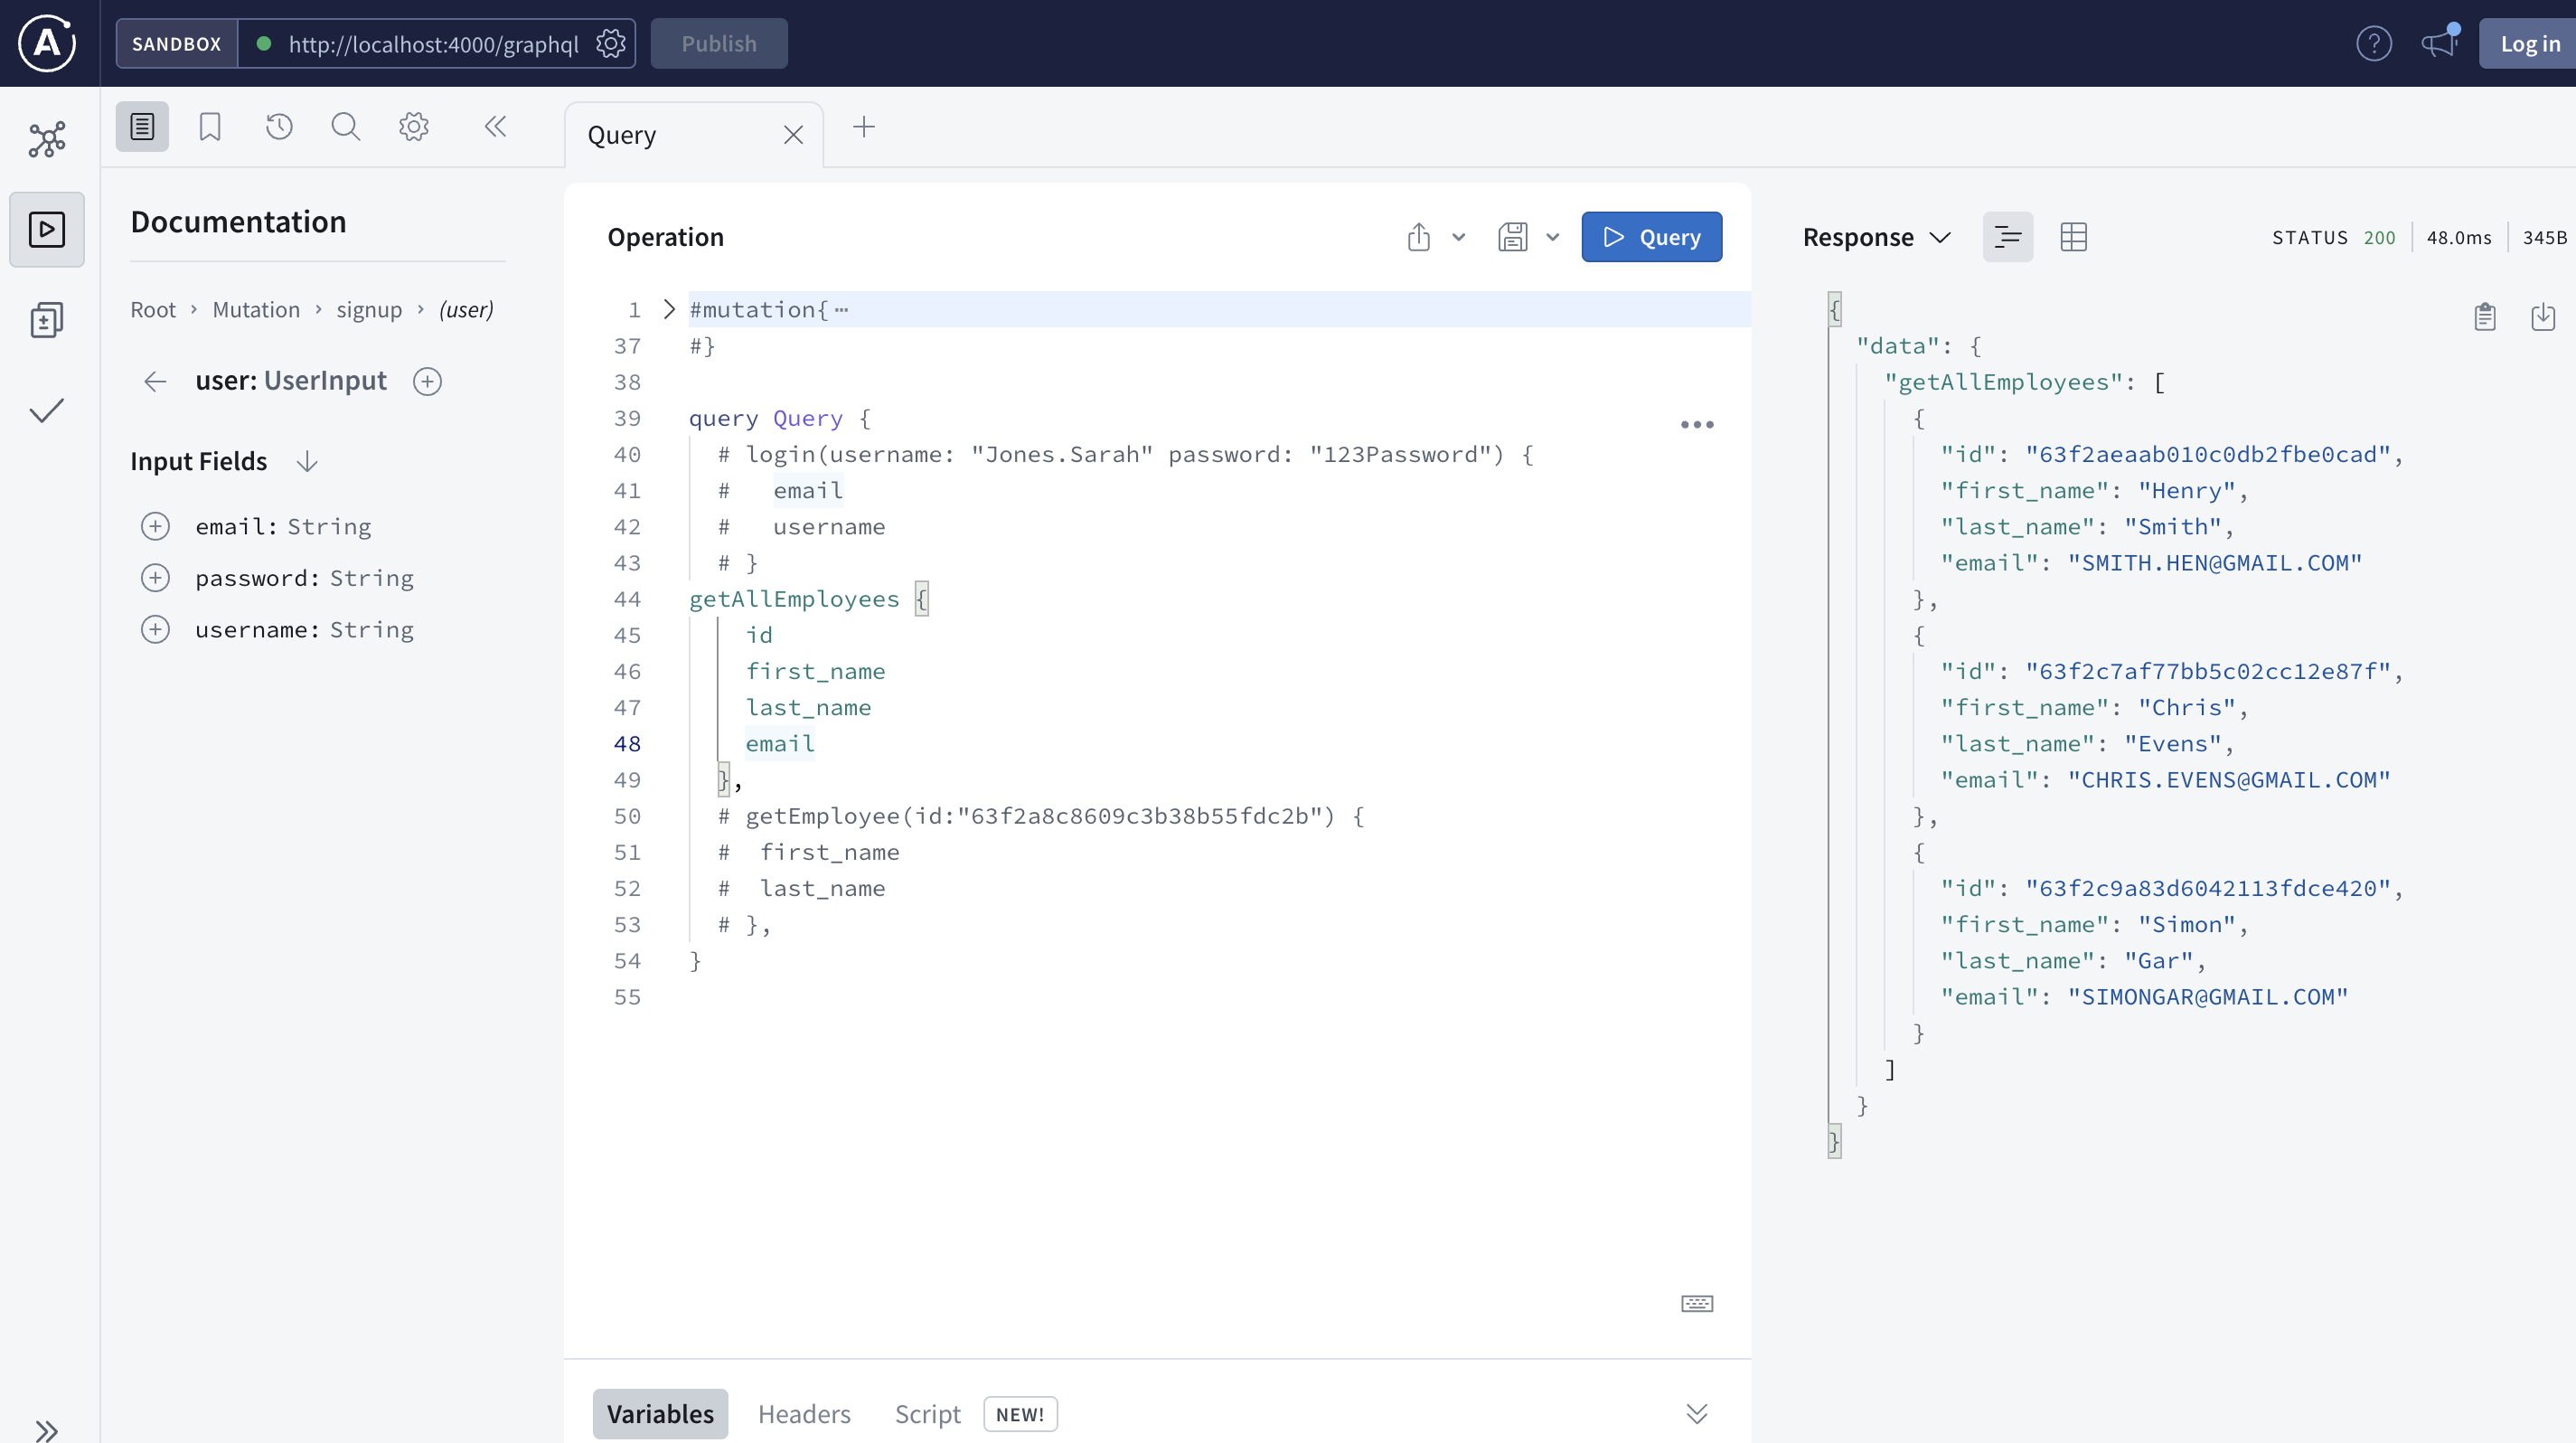 SANDBOX http://localhost:4000/graphql Publish Log in
Query
Documentation
Root › Mutation › signup › (user)
user: UserInput
Input Fields
email: String
password: String
username: String
Operation
Query
1 #mutation{ ⋯
37 #}
38
39 query Query {
40 # login(username: "Jones.Sarah" password: "123Password") {
41 # email
42 # username
43 # }
44 getAllEmployees {
45 id
46 first_name
47 last_name
48 email
49 },
50 # getEmployee(id:"63f2a8c8609c3b38b55fdc2b") {
51 # first_name
52 # last_name
53 # },
54 }
55
Variables Headers Script NEW!
Response STATUS 200 48.0ms 345B
{
"data": {
"getAllEmployees": [
{
"id": "63f2aeaab010c0db2fbe0cad",
"first_name": "Henry",
"last_name": "Smith",
"email": "SMITH.HEN@GMAIL.COM"
},
{
"id": "63f2c7af77bb5c02cc12e87f",
"first_name": "Chris",
"last_name": "Evens",
"email": "CHRIS.EVENS@GMAIL.COM"
},
{
"id": "63f2c9a83d6042113fdce420",
"first_name": "Simon",
"last_name": "Gar",
"email": "SIMONGAR@GMAIL.COM"
}
]
}
}